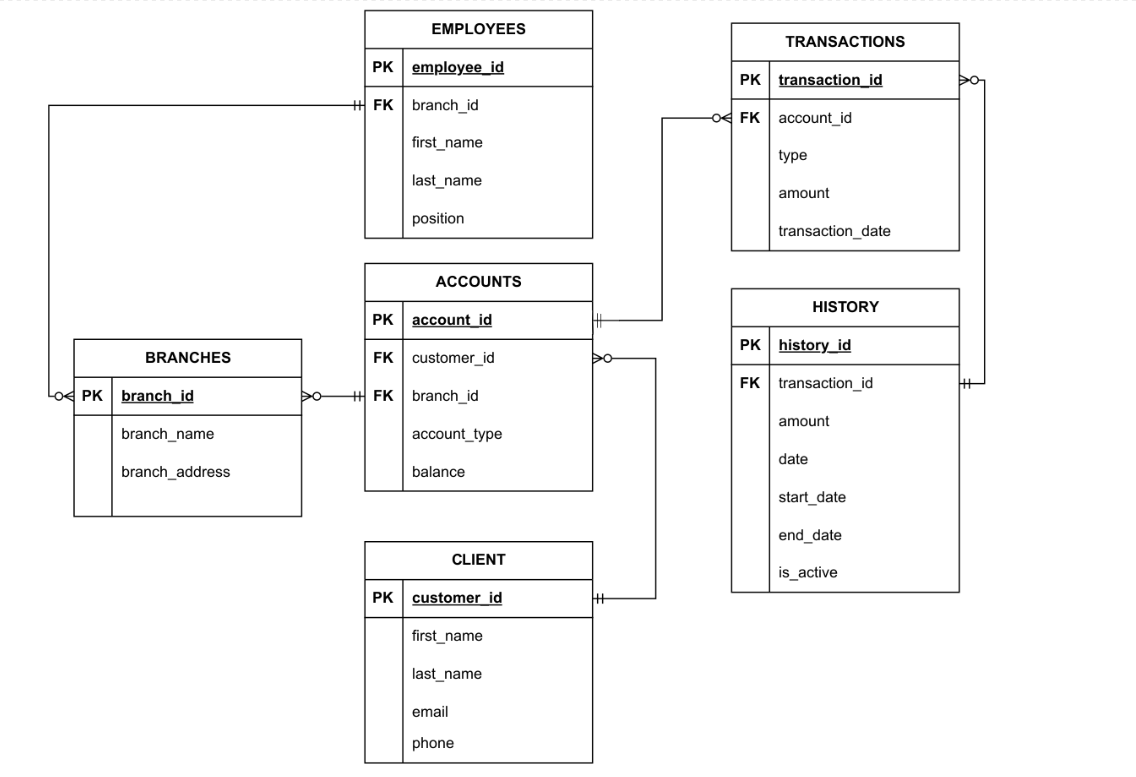 EMPLOYEES
PK employee_id
FK branch_id
first_name
last_name
position
TRANSACTIONS
PK transaction_id
FK account_id
type
amount
transaction_date
ACCOUNTS
PK account_id
FK customer_id
FK branch_id
account_type
balance
HISTORY
PK history_id
FK transaction_id
amount
date
start_date
end_date
is_active
BRANCHES
PK branch_id
branch_name
branch_address
CLIENT
PK customer_id
first_name
last_name
email
phone